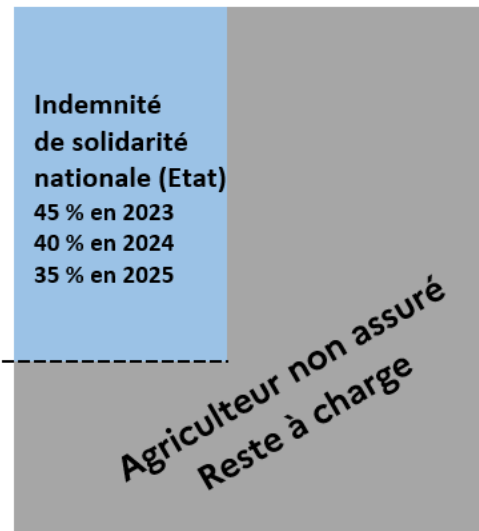 Indemnité
de solidarité
nationale (Etat)
45 % en 2023
40 % en 2024
35 % en 2025
Agriculteur non assuré
Reste à charge